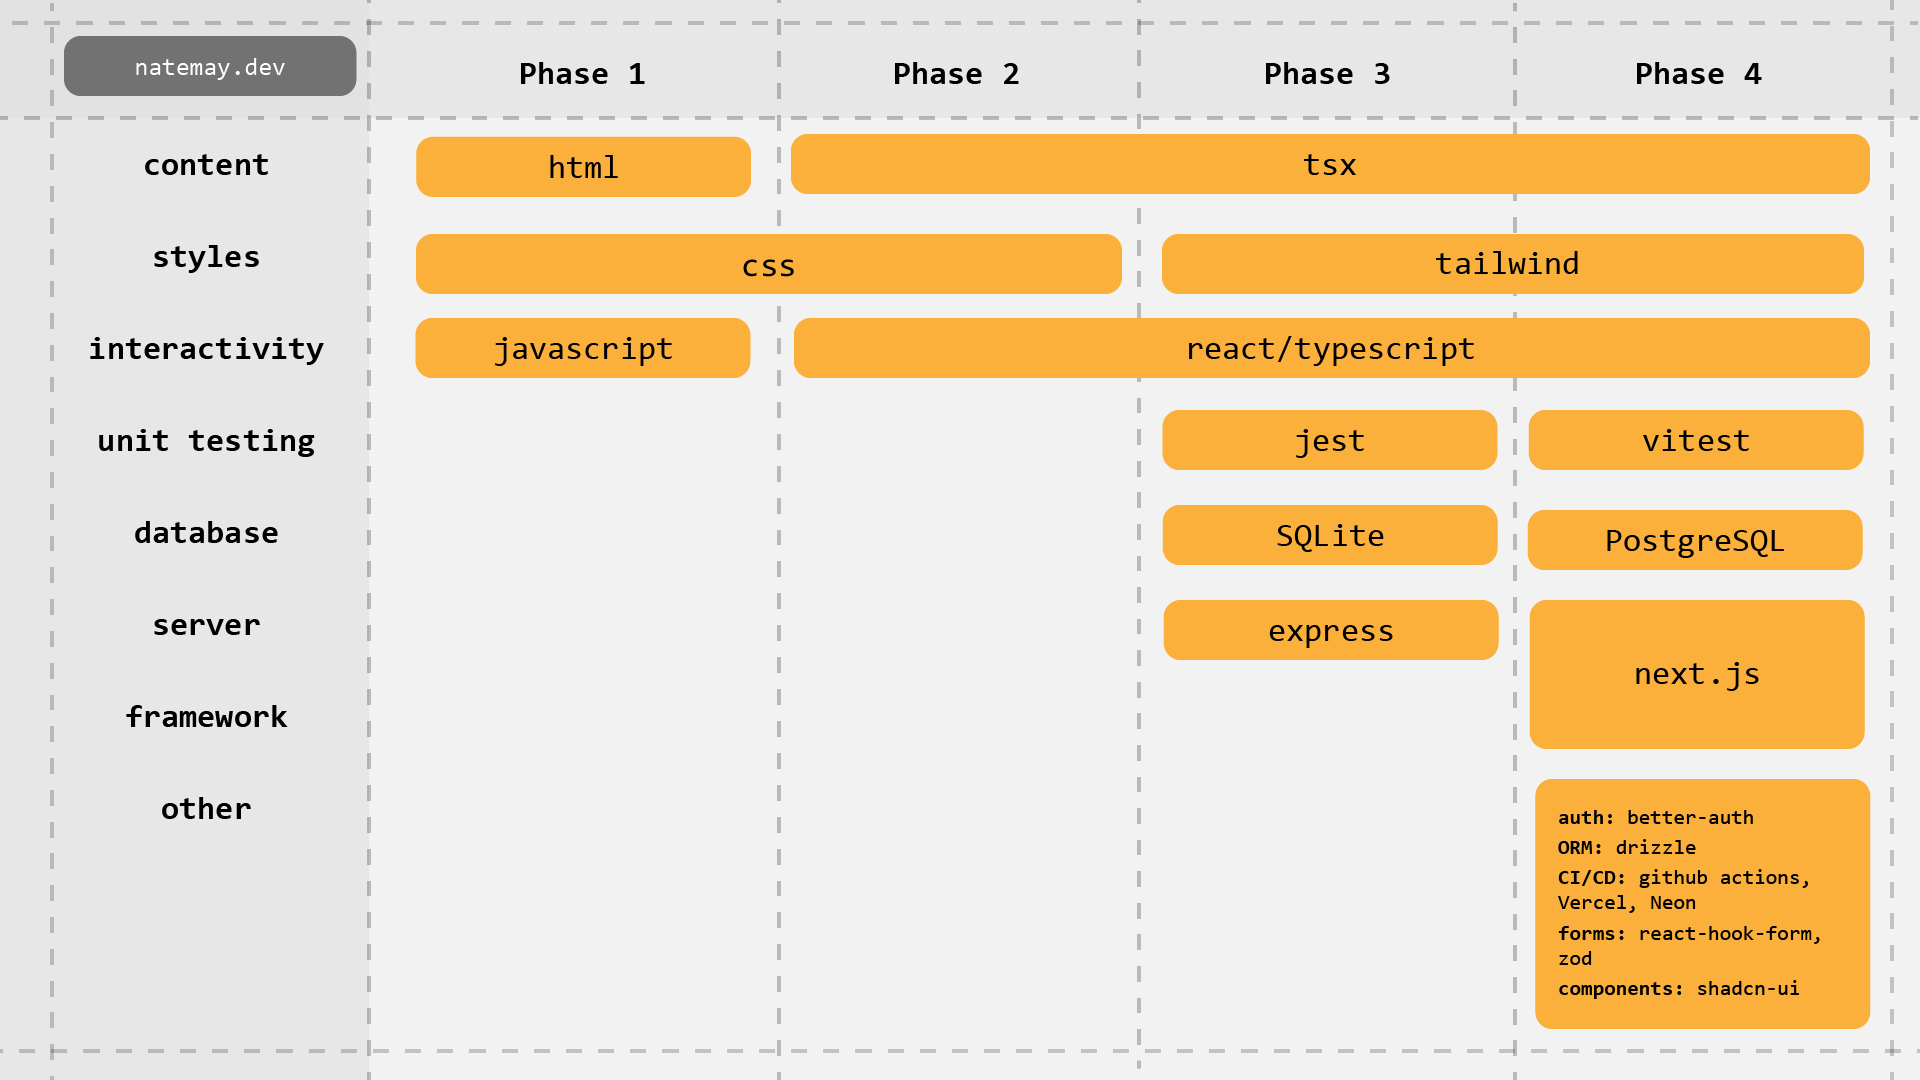 natemay.dev
Phase 1
Phase 2
Phase 3
Phase 4
content
html
tsx
styles
css
tailwind
interactivity
javascript
react/typescript
unit testing
jest
vitest
database
SQLite
PostgreSQL
server
express
next.js
framework
other
auth: better-auth
ORM: drizzle
CI/CD: github actions,
Vercel, Neon
forms: react-hook-form,
zod
components: shadcn-ui